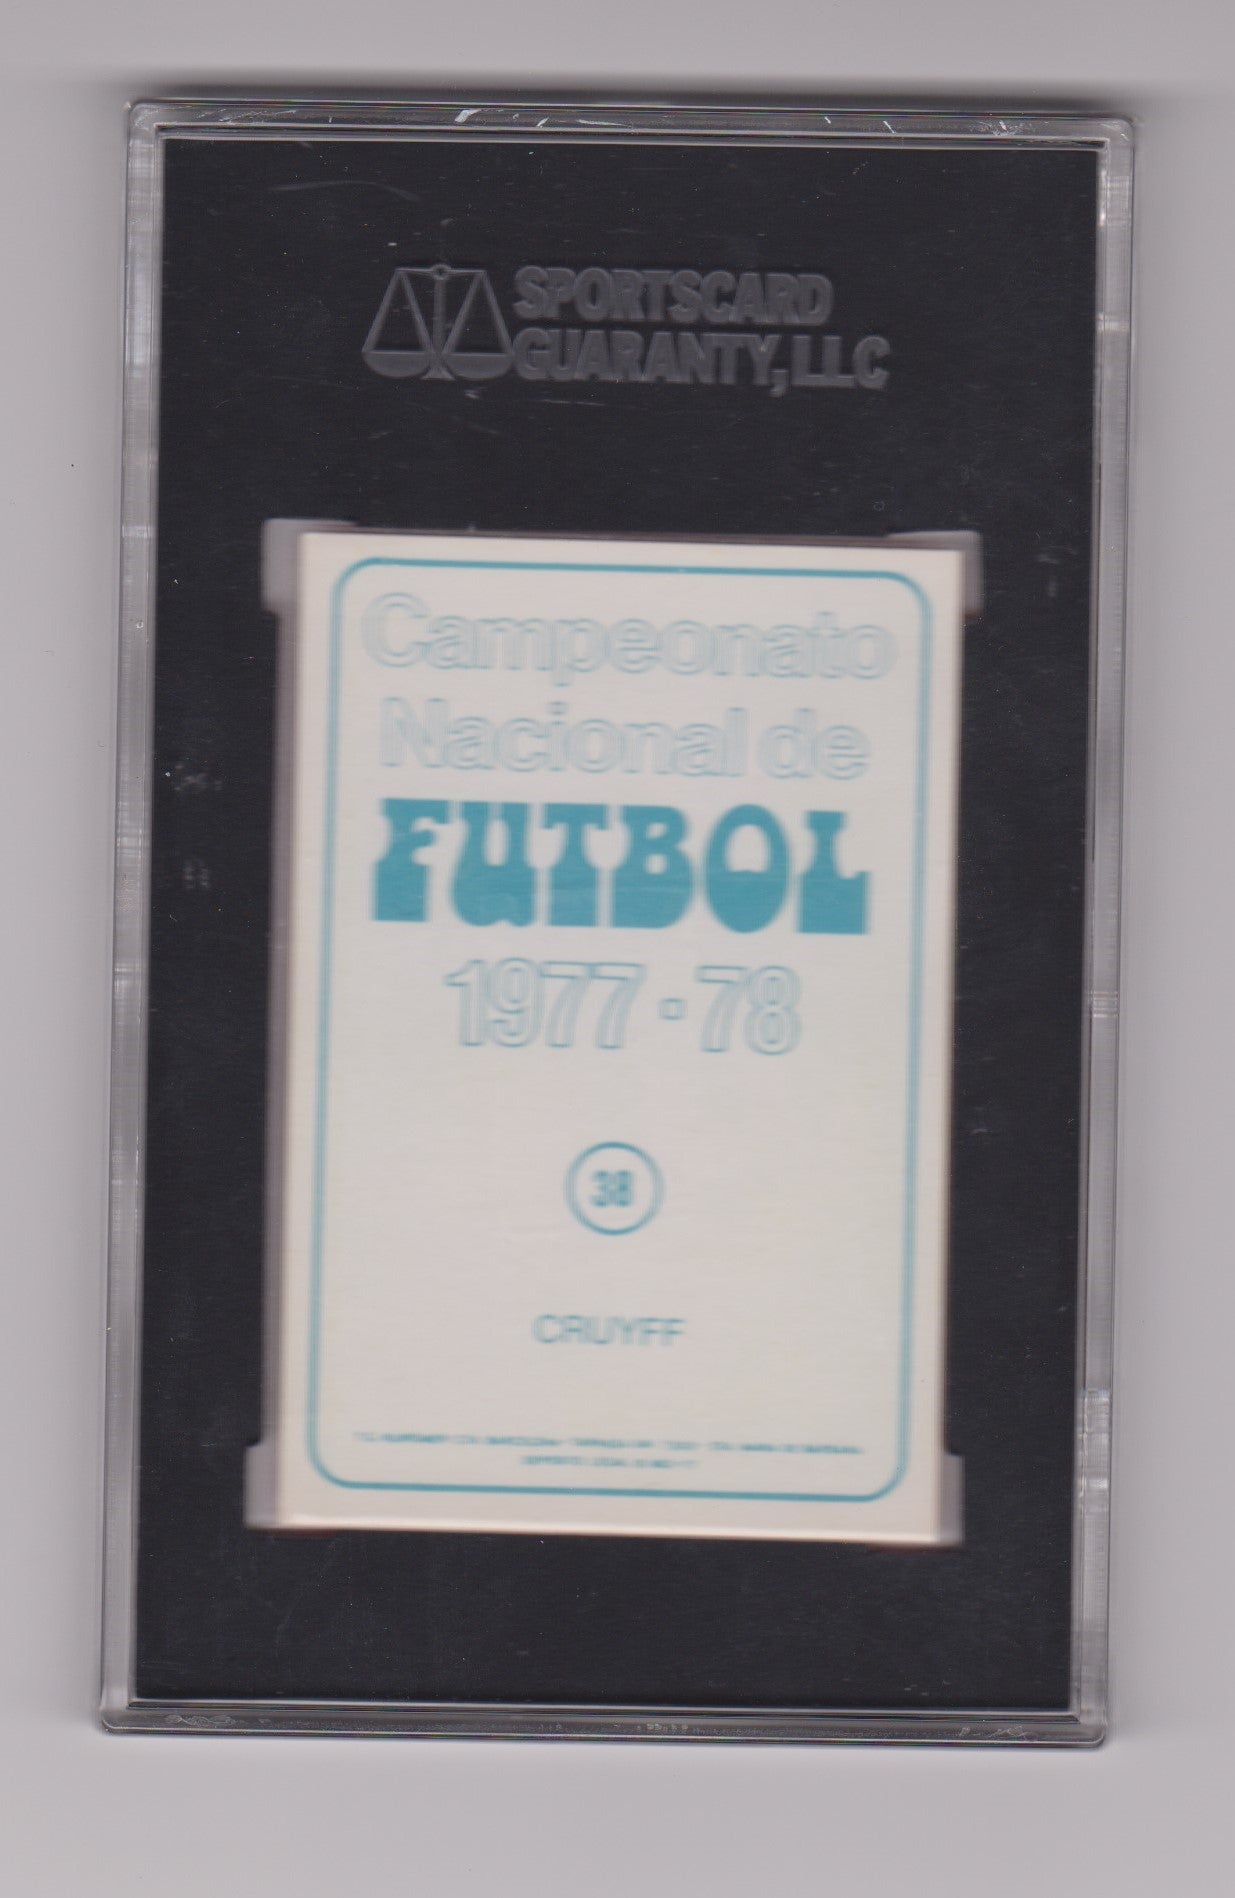 SPORTSCARD
GUARANTY, LLC
Campeonato
Nacional de
FUTBOL
1977-78
38
CRUYFF